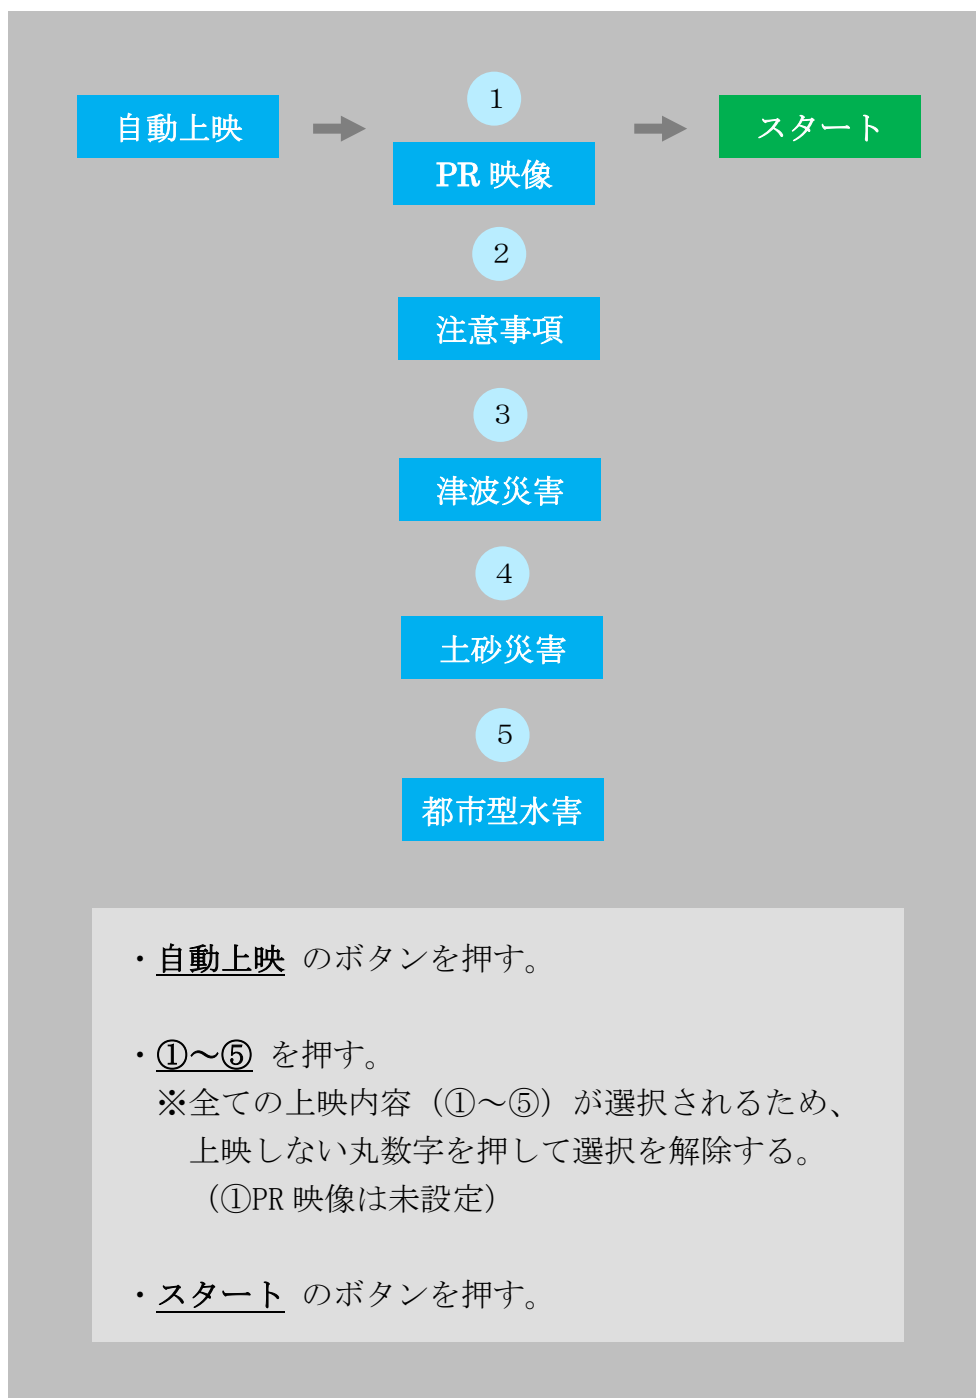 自動上映
1
PR 映像
スタート
2
注意事項
3
津波災害
4
土砂災害
5
都市型水害
・自動上映 のボタンを押す。
・①～⑤ を押す。
※全ての上映内容（①～⑤）が選択されるため、
上映しない丸数字を押して選択を解除する。
（①PR 映像は未設定）
・スタート のボタンを押す。